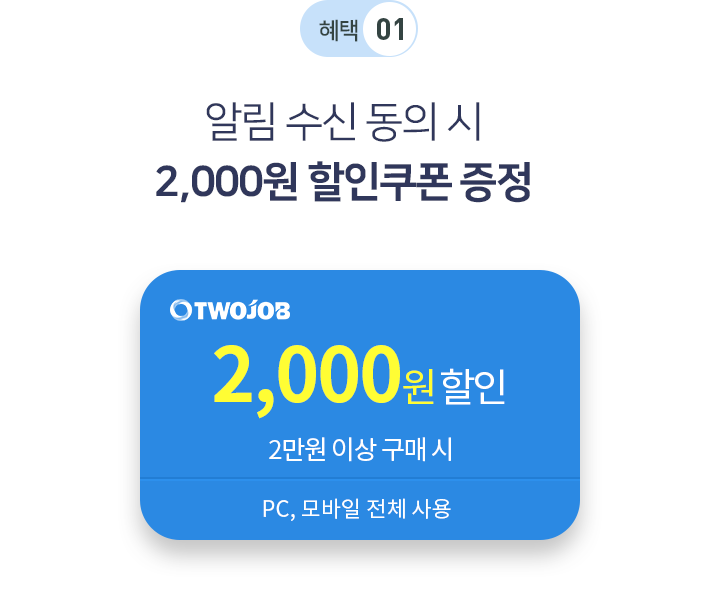 혜택 01
알림 수신 동의 시
2,000원 할인쿠폰 증정
TWOJOB
2,000원 할인
2만원 이상 구매 시
PC, 모바일 전체 사용